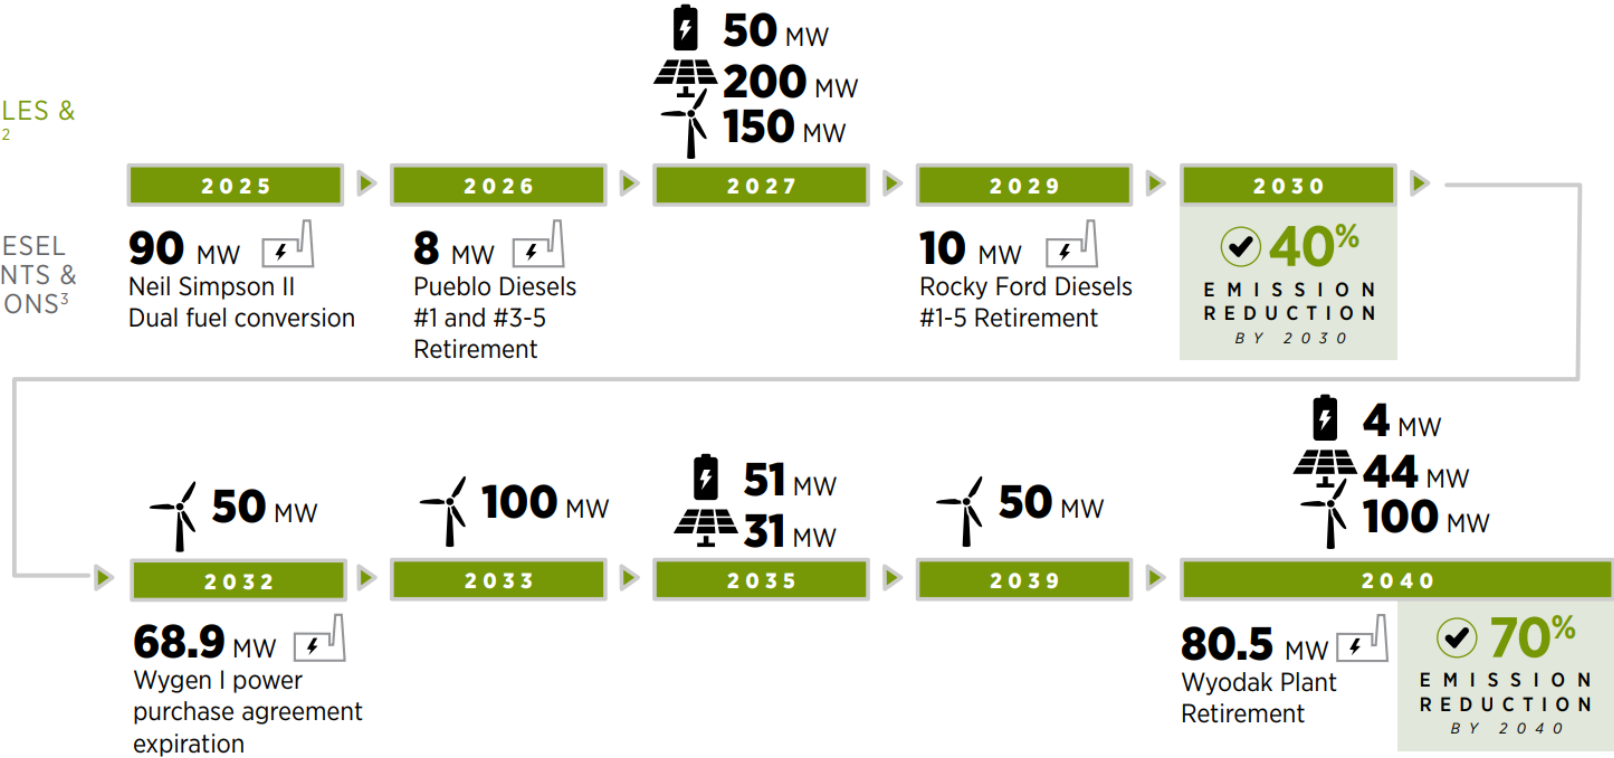 50 MW
200 MW
150 MW
LES &
2
2025
2026
2027
2029
2030
ESEL
NTS &
ONS3
90 MW
Neil Simpson II
Dual fuel conversion
8 MW
Pueblo Diesels
#1 and #3-5
Retirement
10 MW
Rocky Ford Diesels
#1-5 Retirement
40%
EMISSION
REDUCTION
BY 2030
50 MW
100 MW
51 MW
31 MW
50 MW
4 MW
44 MW
100 MW
2032
2033
2035
2039
2040
68.9 MW
Wygen I power
purchase agreement
expiration
80.5 MW
Wyodak Plant
Retirement
70%
EMISSION
REDUCTION
BY 2040